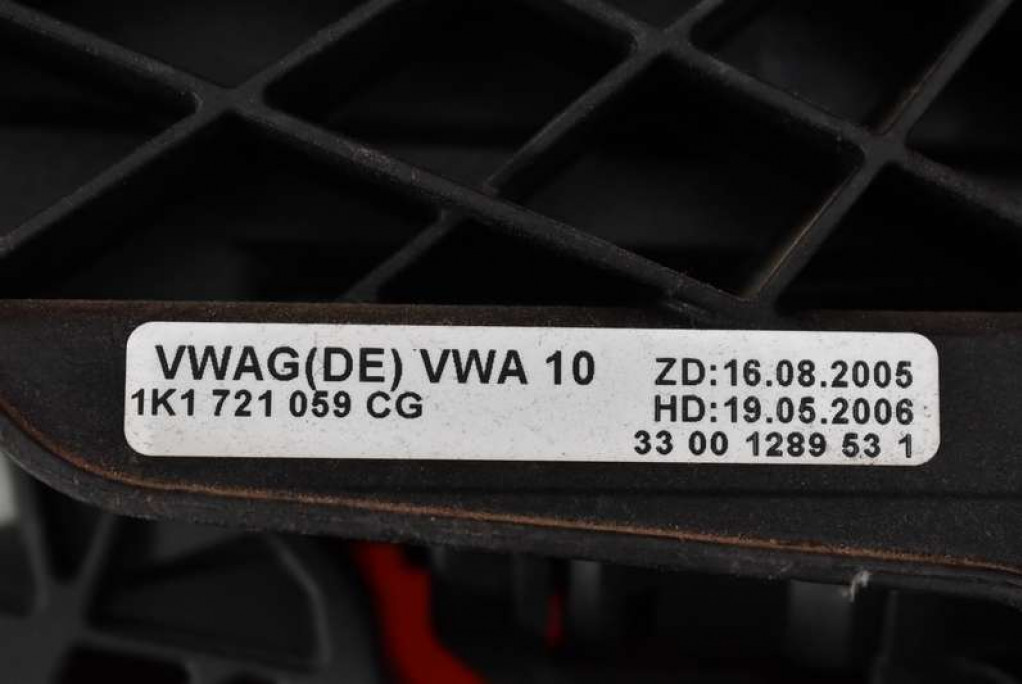 VWAG(DE) VWA 10
1K1 721 059 CG
ZD:16.08.2005
HD:19.05.2006
33 00 1289 53 1